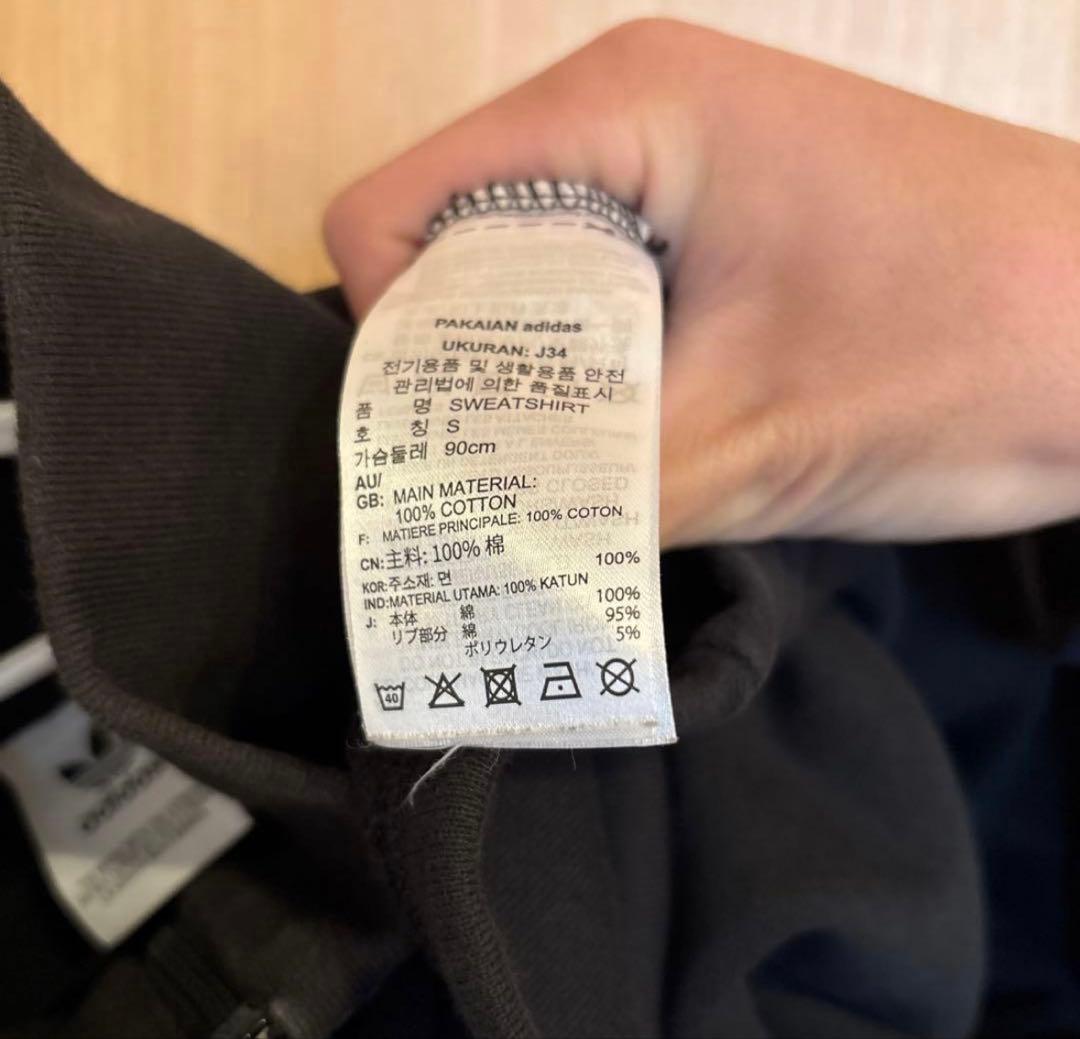 PAKAIAN adidas
UKURAN: J34
전기용품 및 생활용품 안전
관리법에 의한 품질표시
품 명 SWEATSHIRT
호 칭 S
가슴둘레 90cm
AU/
GB: MAIN MATERIAL:
100% COTTON
F: MATIERE PRINCIPALE: 100% COTON
CN:主料: 100% 棉
KOR:주소재: 면 100%
IND:MATERIAL UTAMA: 100% KATUN
J: 本体 綿 100%
リブ部分 綿 95%
ポリウレタン 5%
40
adidas